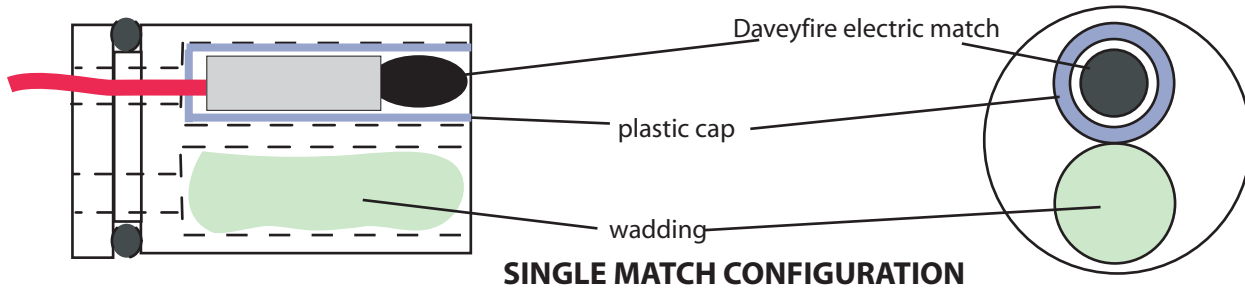 Daveyfire electric match
plastic cap
wadding
SINGLE MATCH CONFIGURATION